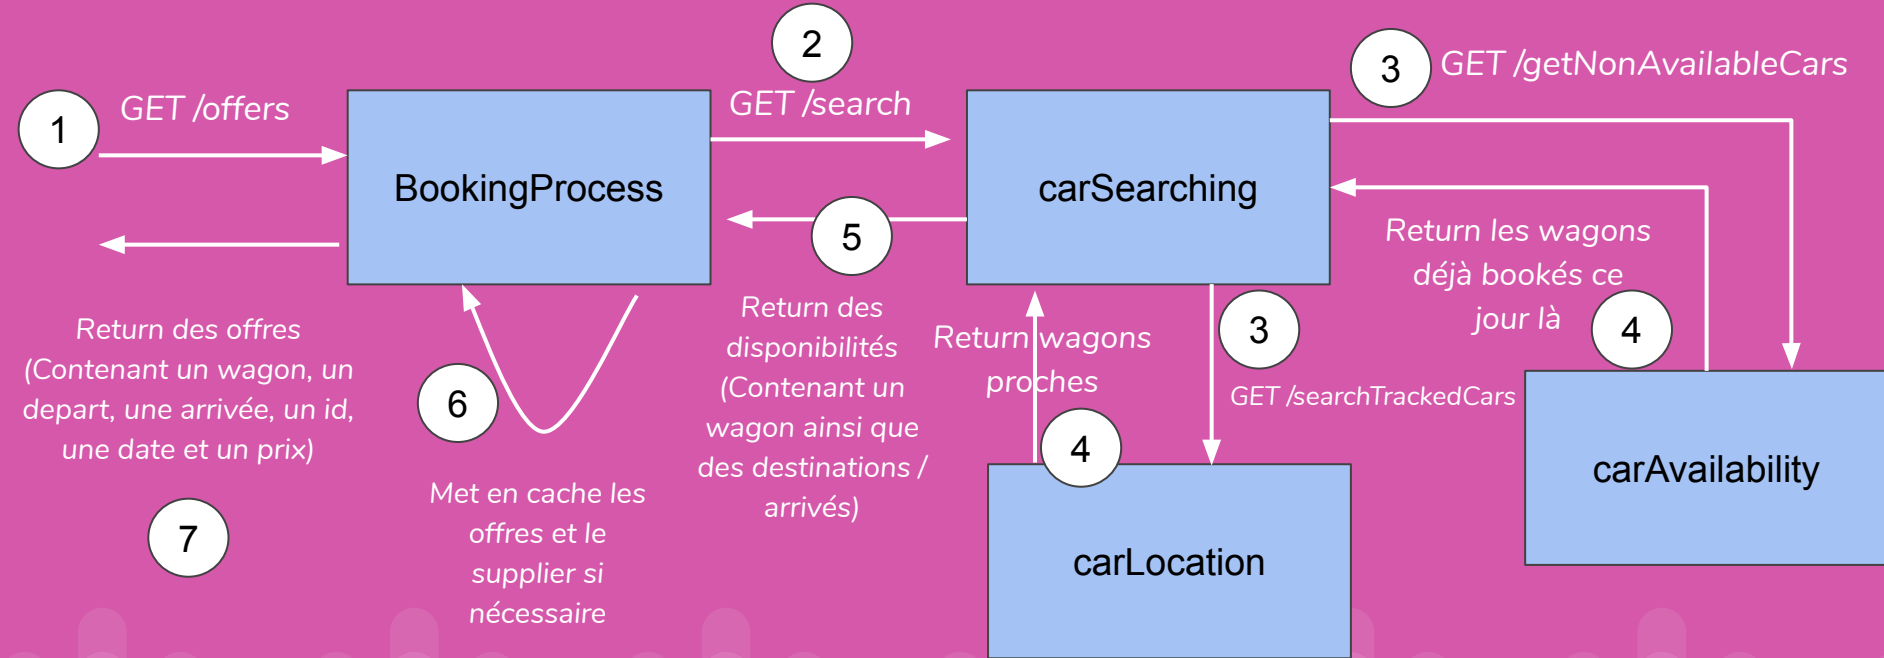 1
GET /offers
BookingProcess
2
GET /search
carSearching
3
GET /getNonAvailableCars
Return les wagons
déjà bookés ce
jour là
4
carAvailability
5
Return des
disponibilités
(Contenant un
wagon ainsi que
des destinations /
arrivés)
Return wagons
proches
4
3
GET /searchTrackedCars
carLocation
6
Met en cache les
offres et le
supplier si
nécessaire
Return des offres
(Contenant un wagon, un
depart, une arrivée, un id,
une date et un prix)
7